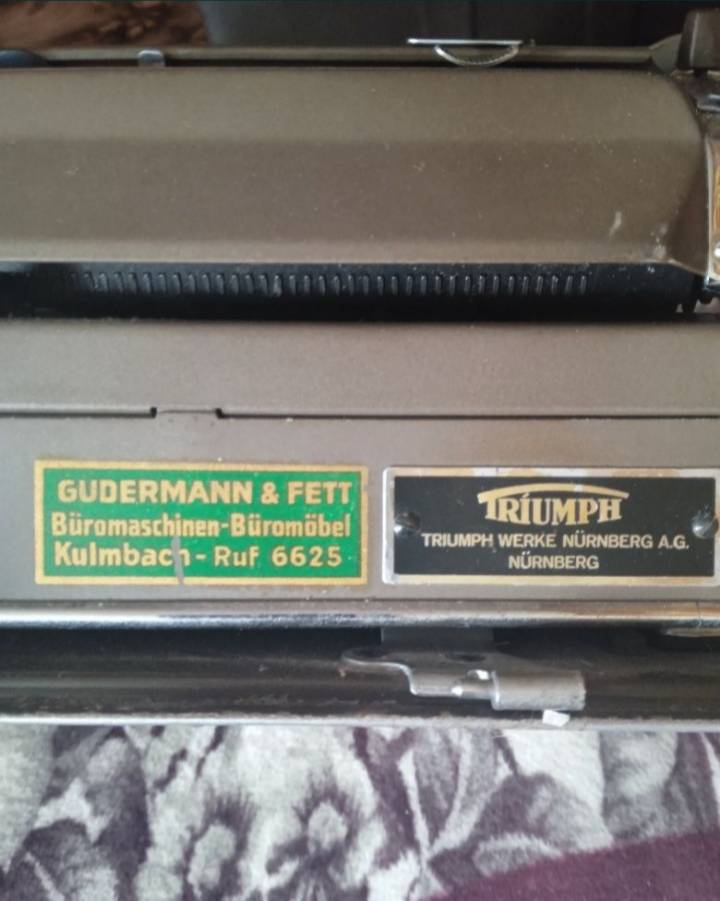 GUDERMANN & FETT
Büromaschinen-Büromöbel
Kulmbach - Ruf 6625
TRIUMPH
TRIUMPH WERKE NÜRNBERG A.G.
NÜRNBERG